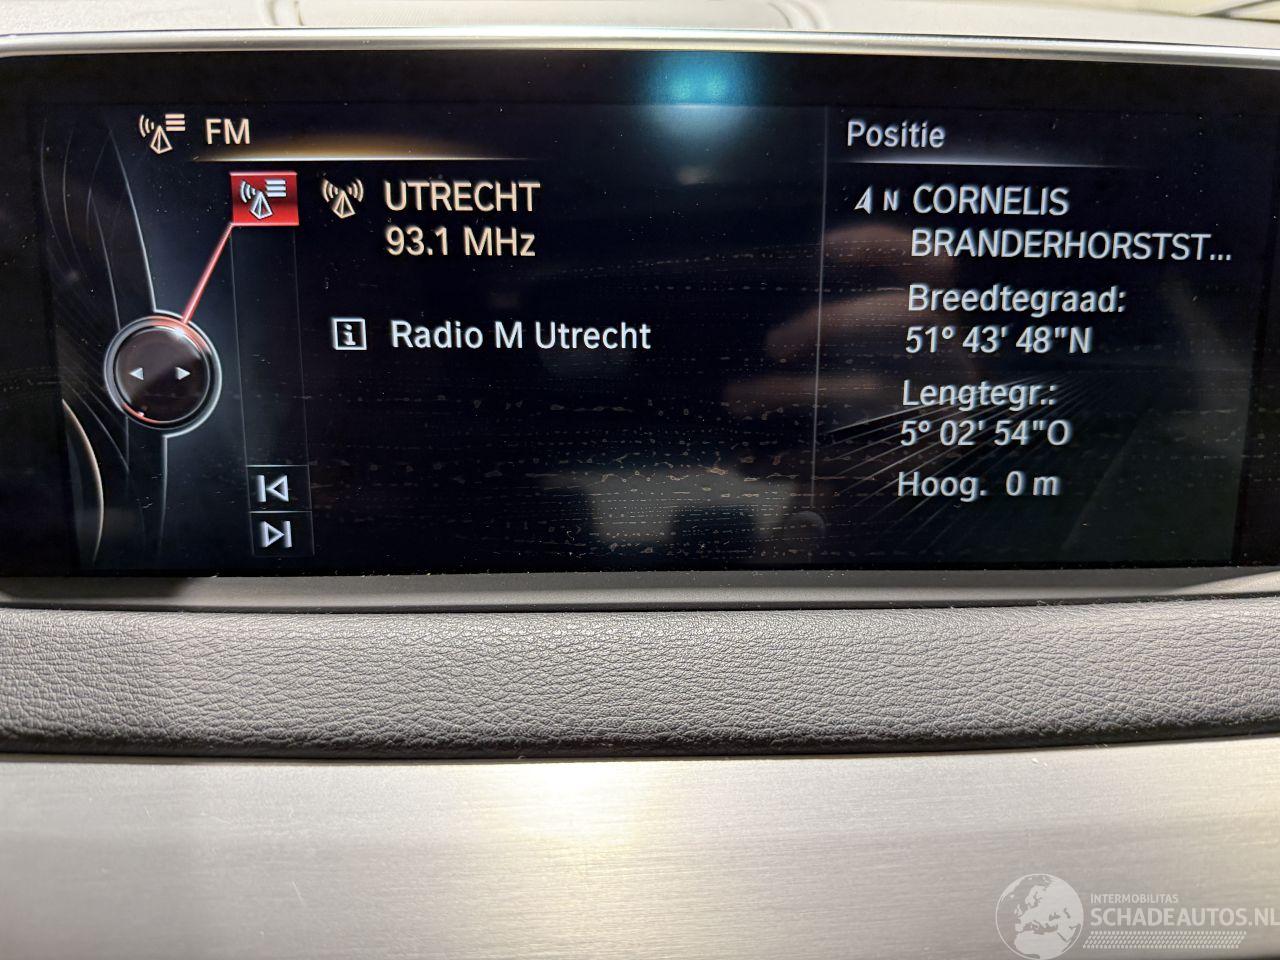 FM
UTRECHT
93.1 MHz
Radio M Utrecht
Positie
N CORNELIS
BRANDERHORSTST...
Breedtegraad:
51° 43' 48"N
Lengtegr.:
5° 02' 54"O
Hoog. 0 m
INTERMOBILITAS
SCHADEAUTOS.NL